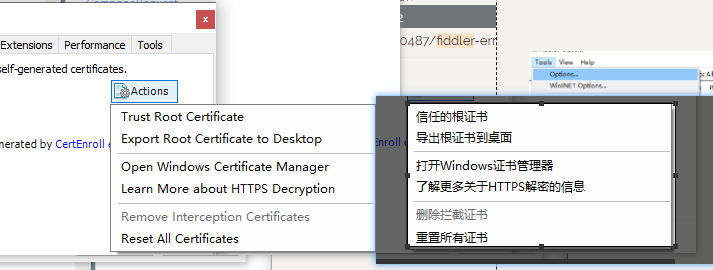 Extensions Performance Tools
elf-generated certificates.
Actions
Trust Root Certificate
Export Root Certificate to Desktop
nerated by CertEnroll
Open Windows Certificate Manager
Learn More about HTTPS Decryption
Remove Interception Certificates
Reset All Certificates
0487/fiddler-err
Tools View Help
Options...
WinINET Options...
信任的根证书
导出根证书到桌面
打开Windows证书管理器
了解更多关于HTTPS解密的信息
删除拦截证书
重置所有证书